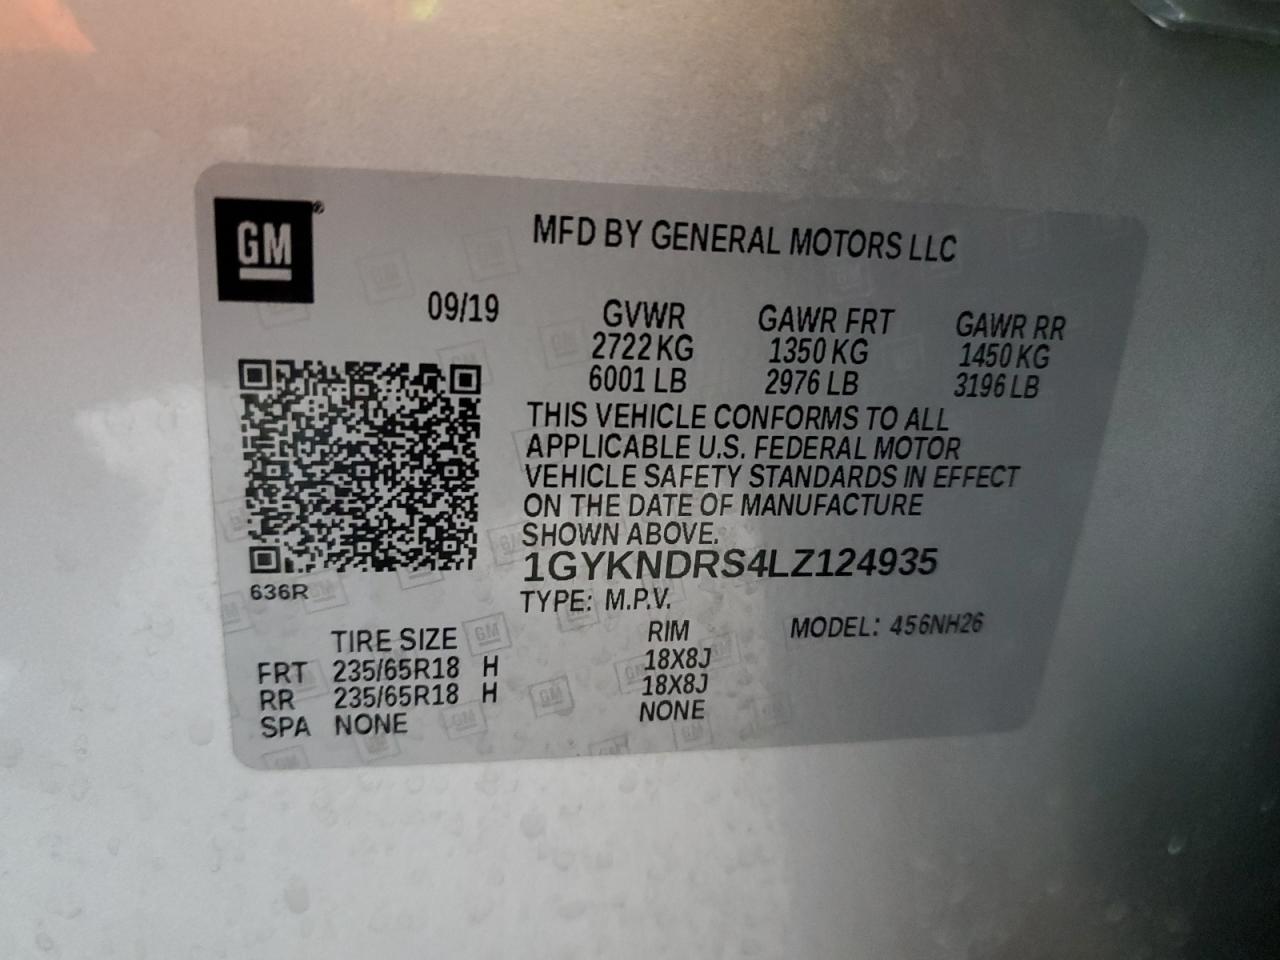 GM®
MFD BY GENERAL MOTORS LLC
09/19 GVWR GAWR FRT GAWR RR
2722 KG 1350 KG 1450 KG
6001 LB 2976 LB 3196 LB
THIS VEHICLE CONFORMS TO ALL
APPLICABLE U.S. FEDERAL MOTOR
VEHICLE SAFETY STANDARDS IN EFFECT
ON THE DATE OF MANUFACTURE
SHOWN ABOVE.
1GYKNDRS4LZ124935
636R
TYPE: M.P.V.
MODEL: 456NH26
TIRE SIZE RIM
FRT 235/65R18 H 18X8J
RR 235/65R18 H 18X8J
SPA NONE NONE